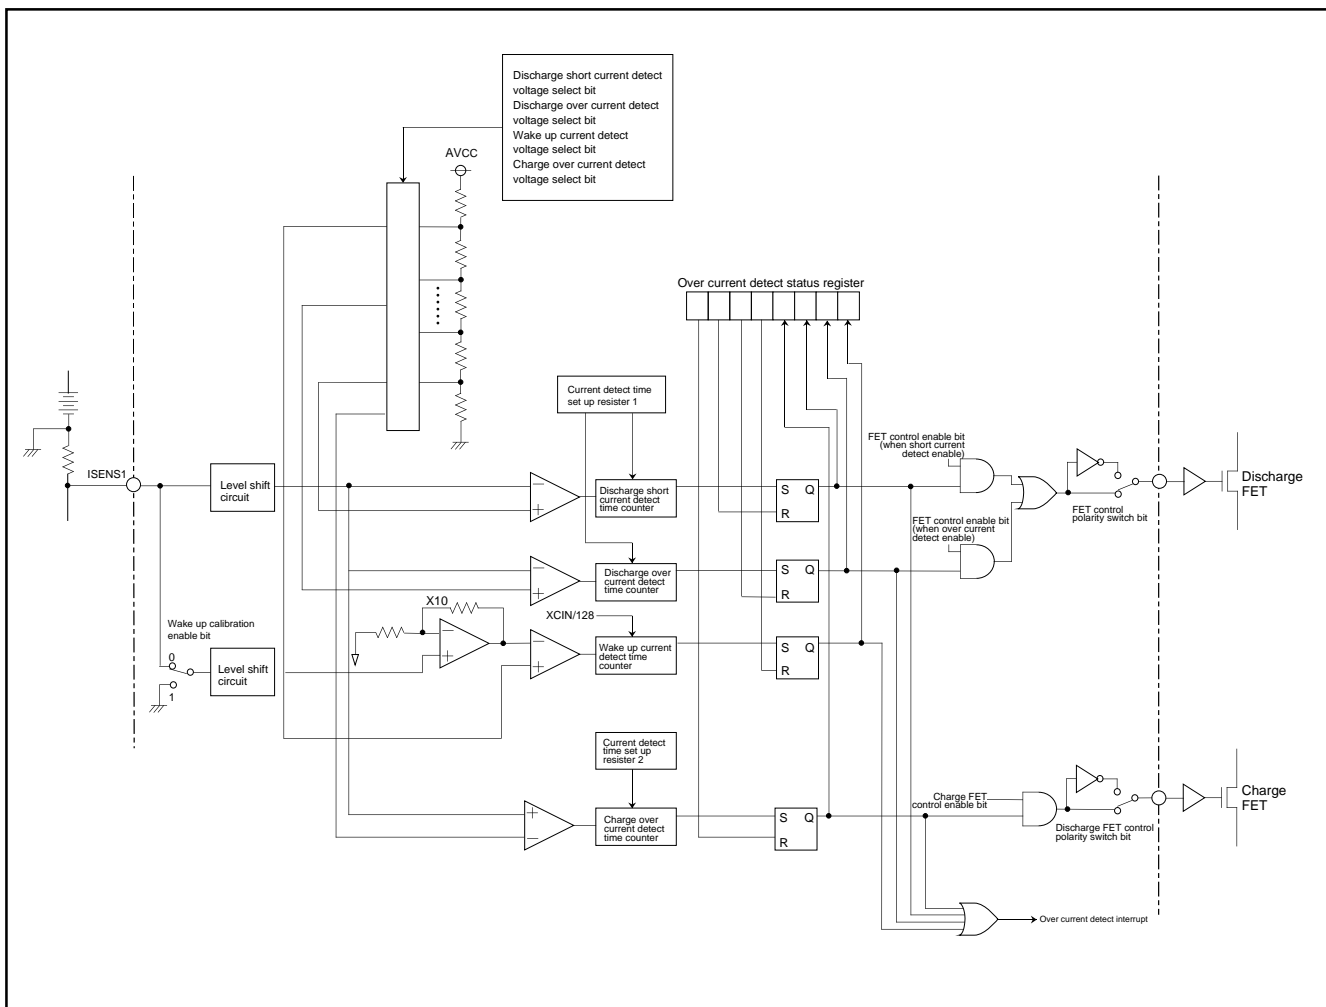 Discharge short current detect
voltage select bit
Discharge over current detect
voltage select bit
Wake up current detect
voltage select bit
Charge over current detect
voltage select bit
AVCC
Over current detect status register
Current detect time
set up resister 1
ISENS1
Level shift
circuit
Discharge short
current detect
time counter
S Q
R
FET control enable bit
(when short current
detect enable)
FET control
polarity switch bit
Discharge
FET
FET control enable bit
(when over current
detect enable)
Discharge over
current detect
time counter
S Q
R
X10
XCIN/128
Wake up calibration
enable bit
0
1
Level shift
circuit
Wake up current
detect time
counter
S Q
R
Current detect
time set up
resister 2
Charge over
current detect
time counter
S Q
R
Charge FET
control enable bit
Discharge FET control
polarity switch bit
Charge
FET
Over current detect interrupt